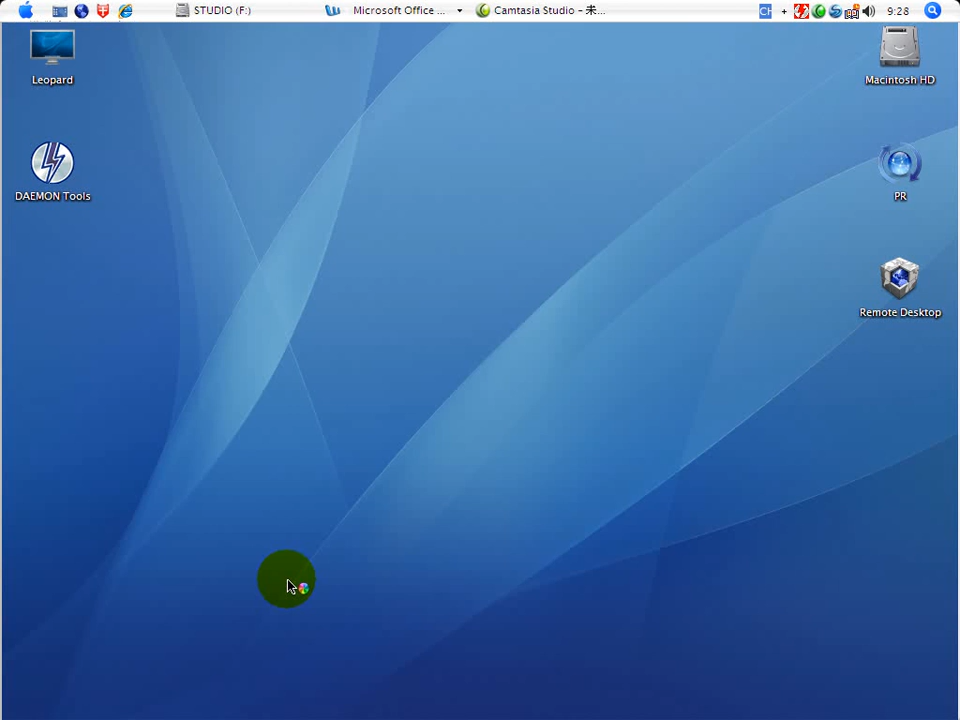 STUDIO (F:)
Microsoft Office ...
Camtasia Studio - 未...
CH
9:28
Leopard
Macintosh HD
DAEMON Tools
PR
Remote Desktop